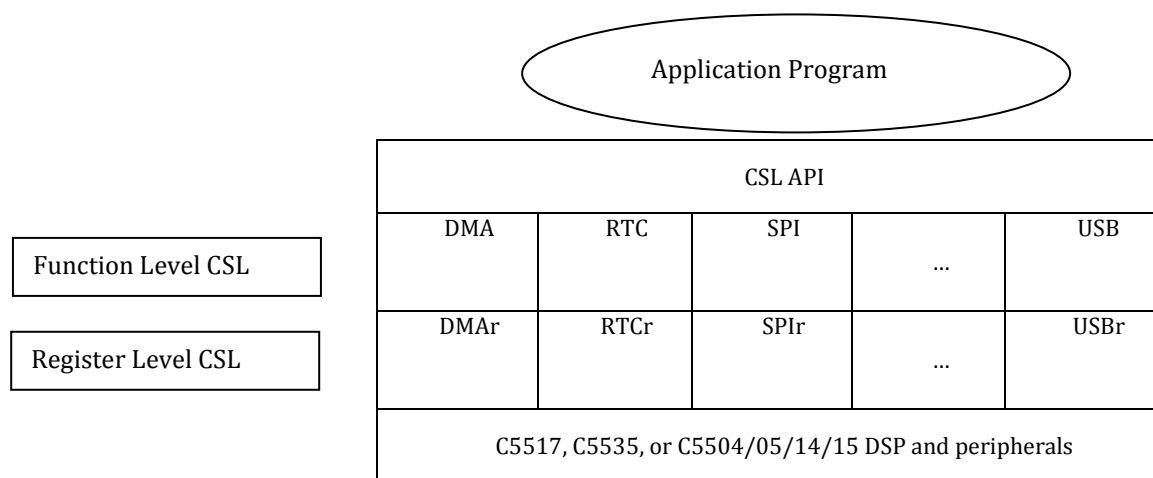 Application Program
CSL API
Function Level CSL
DMA RTC SPI ... USB
Register Level CSL
DMAr RTCr SPIr ... USBr
C5517, C5535, or C5504/05/14/15 DSP and peripherals